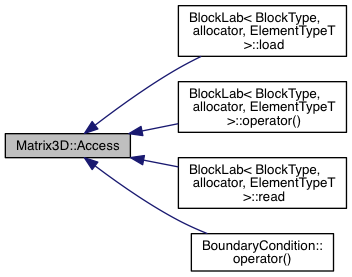 BlockLab< BlockType,
allocator, ElementTypeT
>::load
BlockLab< BlockType,
allocator, ElementTypeT
>::operator()
Matrix3D::Access
BlockLab< BlockType,
allocator, ElementTypeT
>::read
BoundaryCondition::
operator()